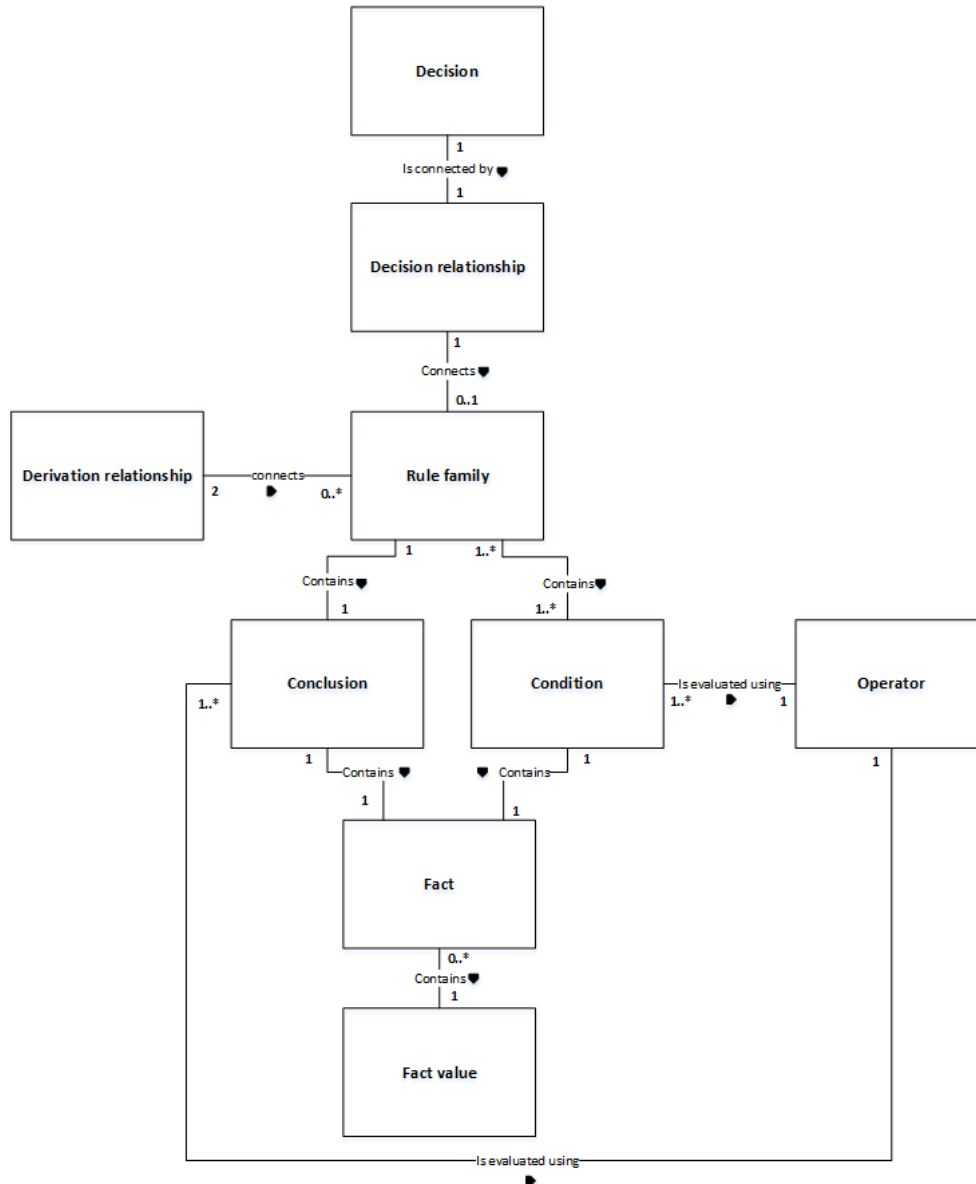 Decision
1
Is connected by
1
Decision relationship
1
Connects
0..1
Derivation relationship
2
connects
0..*
Rule family
1
1..*
Contains
Contains
1
1..*
Conclusion
1..*
Condition
1..*
Is evaluated using
1
Operator
1
1
1
Contains
Contains
1
1
Fact
0..*
Contains
1
Fact value
Is evaluated using